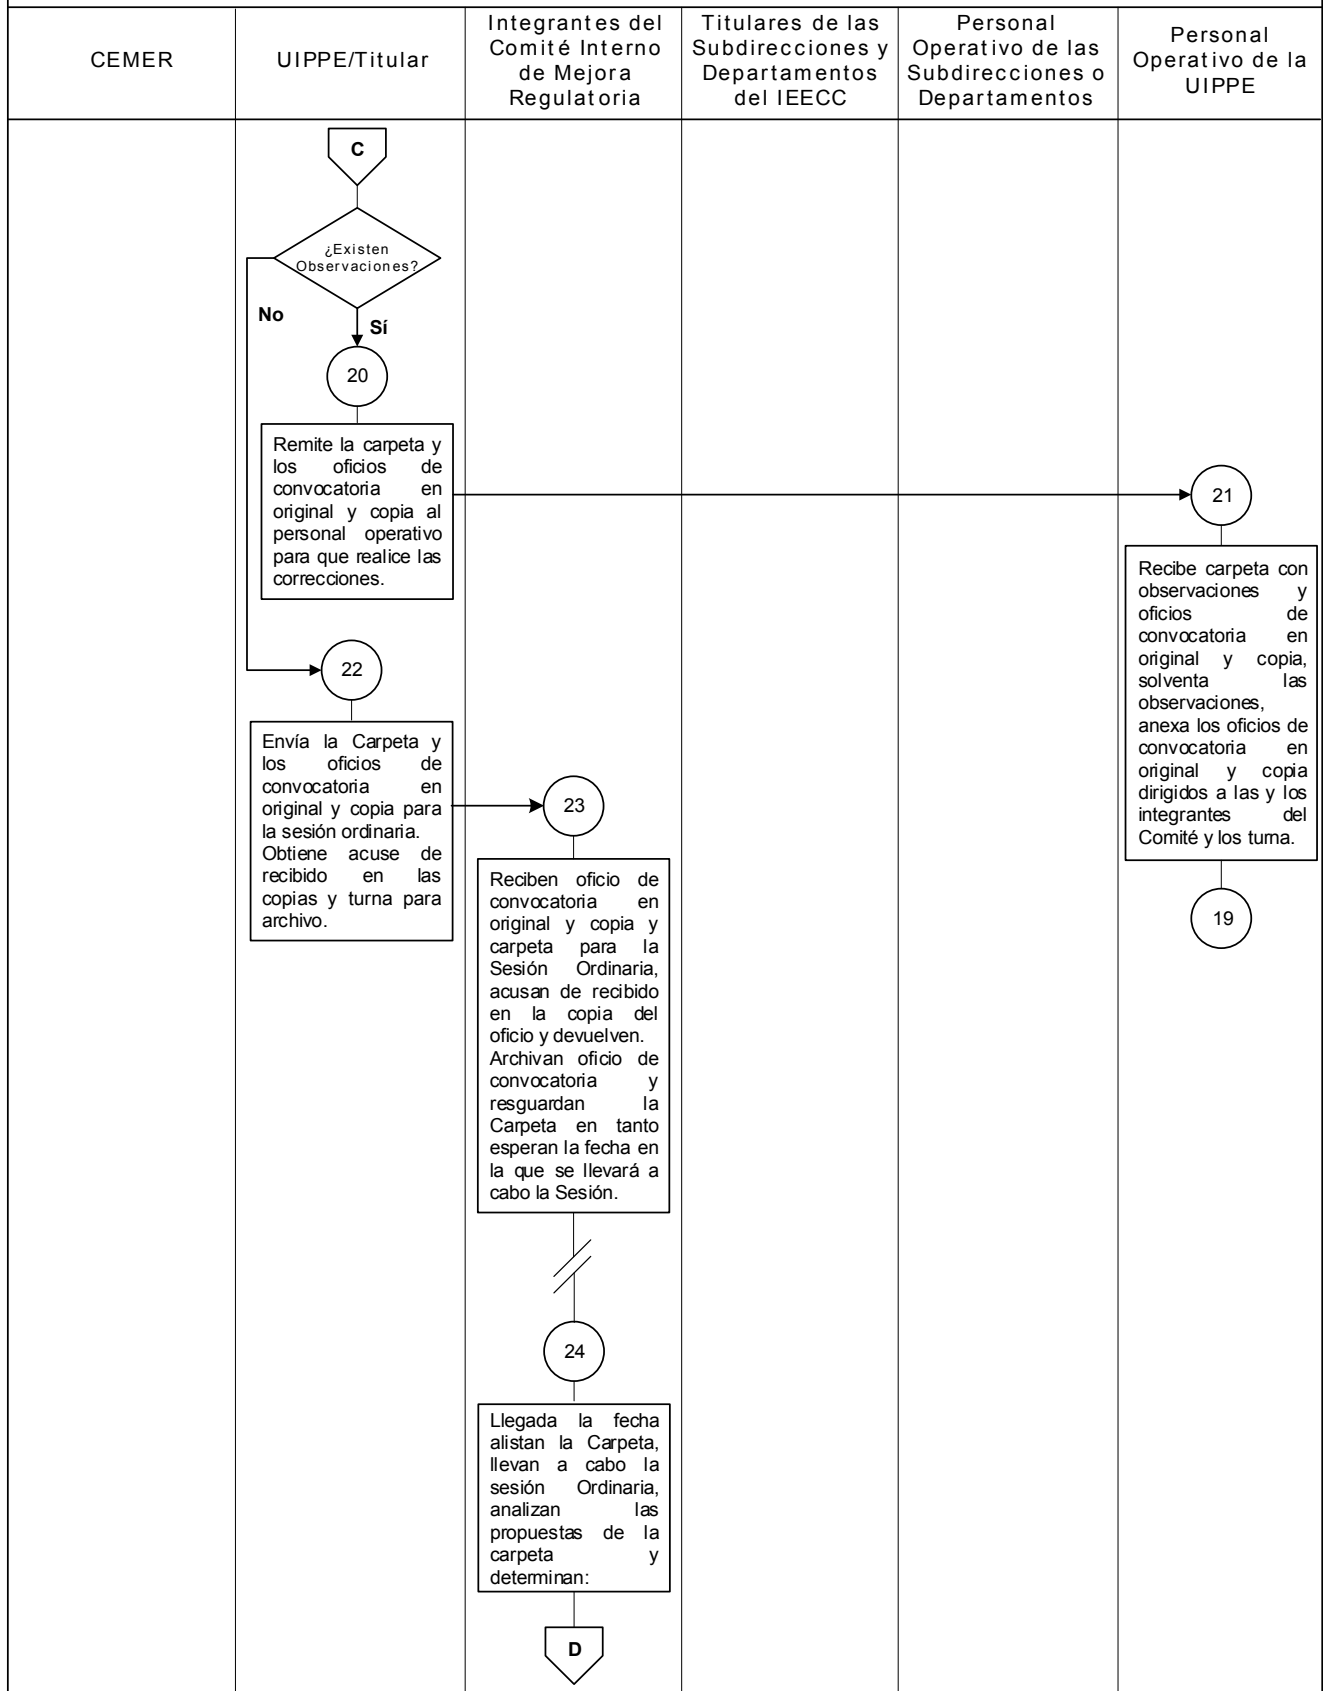 CEMER
UIPPE/Titular
Integrantes del
Comité Interno
de Mejora
Regulatoria
Titulares de las
Subdirecciones y
Departamentos
del IEECC
Personal
Operativo de las
Subdirecciones o
Departamentos
Personal
Operativo de la
UIPPE
C
¿Existen
Observaciones?
No
Sí
20
Remite la carpeta y
los oficios de
convocatoria en
original y copia al
personal operativo
para que realice las
correcciones.
21
Recibe carpeta con
observaciones y
oficios de
convocatoria en
original y copia,
solventa las
observaciones,
anexa los oficios de
convocatoria en
original y copia
dirigidos a las y los
integrantes del
Comité y los turna.
19
22
Envía la Carpeta y
los oficios de
convocatoria en
original y copia para
la sesión ordinaria.
Obtiene acuse de
recibido en las
copias y turna para
archivo.
23
Reciben oficio de
convocatoria en
original y copia y
carpeta para la
Sesión Ordinaria,
acusan de recibido
en la copia del
oficio y devuelven.
Archivan oficio de
convocatoria y
resguardan la
Carpeta en tanto
esperan la fecha en
la que se llevará a
cabo la Sesión.
24
Llegada la fecha
alistan la Carpeta,
llevan a cabo la
sesión Ordinaria,
analizan las
propuestas de la
carpeta y
determinan:
D